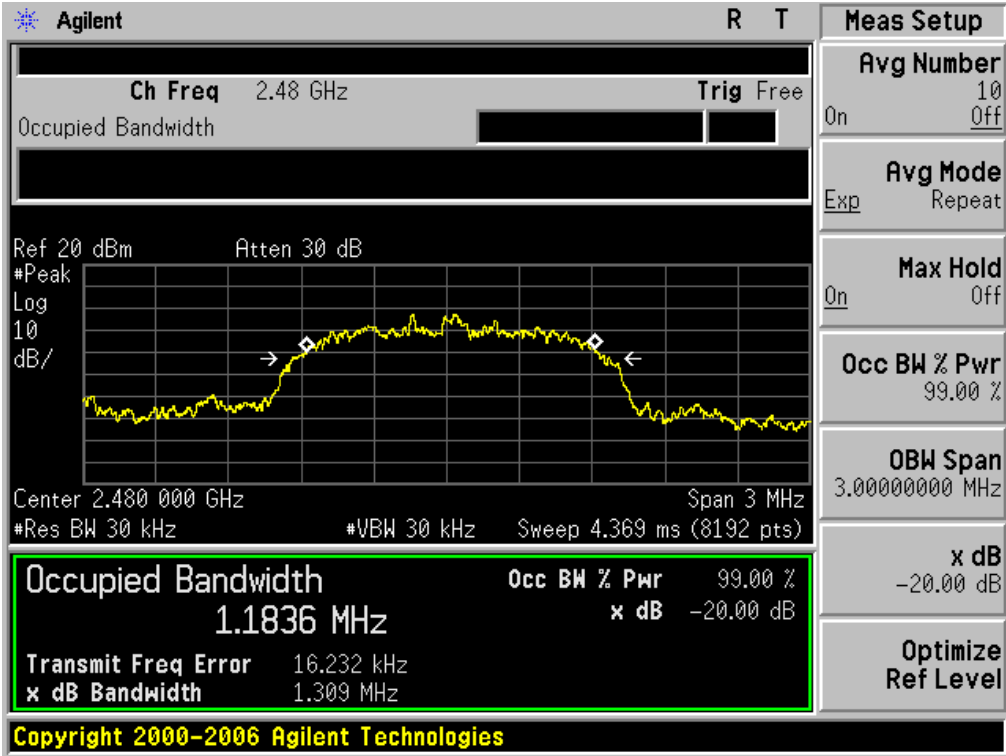 Agilent R T
Ch Freq 2.48 GHz Trig Free
Occupied Bandwidth
Ref 20 dBm Atten 30 dB
#Peak
Log
10
dB/
Center 2.480 000 GHz Span 3 MHz
#Res BW 30 kHz #VBW 30 kHz Sweep 4.369 ms (8192 pts)
Occupied Bandwidth
1.1836 MHz
Occ BW % Pwr 99.00 %
x dB -20.00 dB
Transmit Freq Error 16.232 kHz
x dB Bandwidth 1.309 MHz
Copyright 2000-2006 Agilent Technologies
Meas Setup
Avg Number
10
On Off
Avg Mode
Exp Repeat
Max Hold
On Off
Occ BW % Pwr
99.00 %
OBW Span
3.00000000 MHz
x dB
-20.00 dB
Optimize
Ref Level